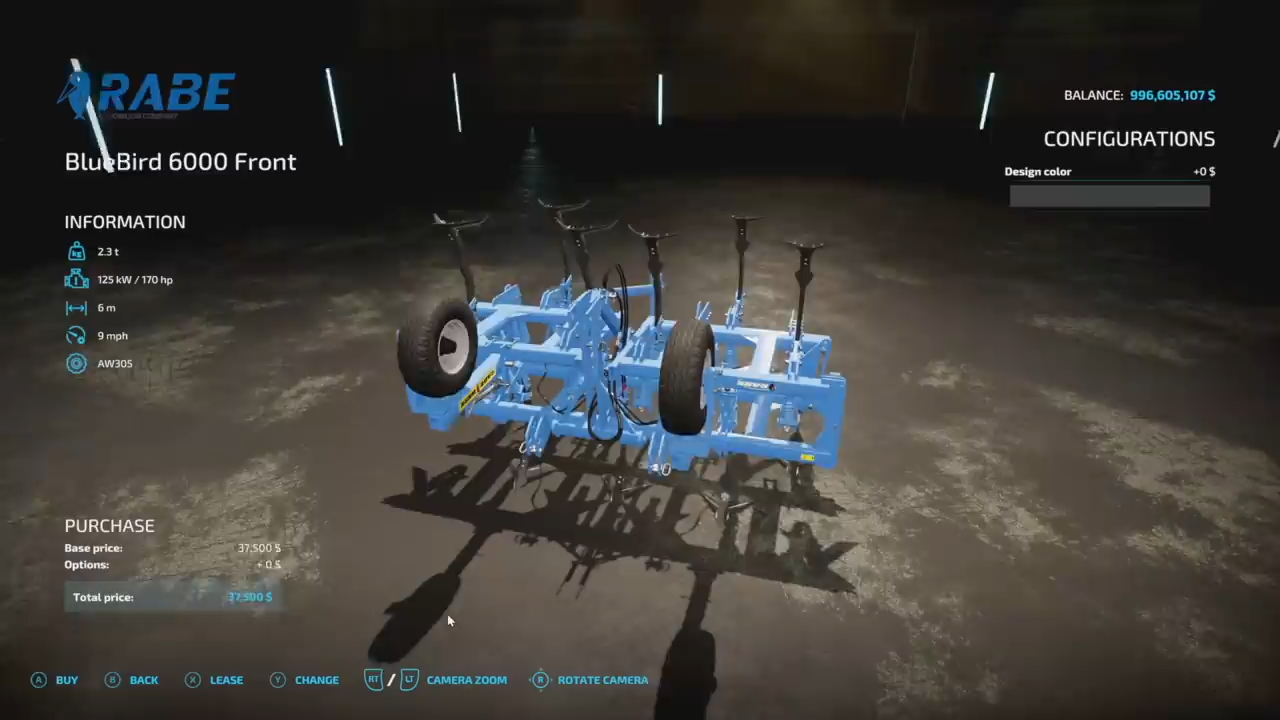 RABE
BlueBird 6000 Front
INFORMATION
2.3 t
125 kW / 170 hp
6 m
9 mph
AW305
PURCHASE
Base price: 37,500 $
Options: + 0 $
Total price: 37,500 $
BALANCE: 996,605,107 $
CONFIGURATIONS
Design color +0 $
A BUY B BACK X LEASE Y CHANGE RT / LT CAMERA ZOOM R ROTATE CAMERA